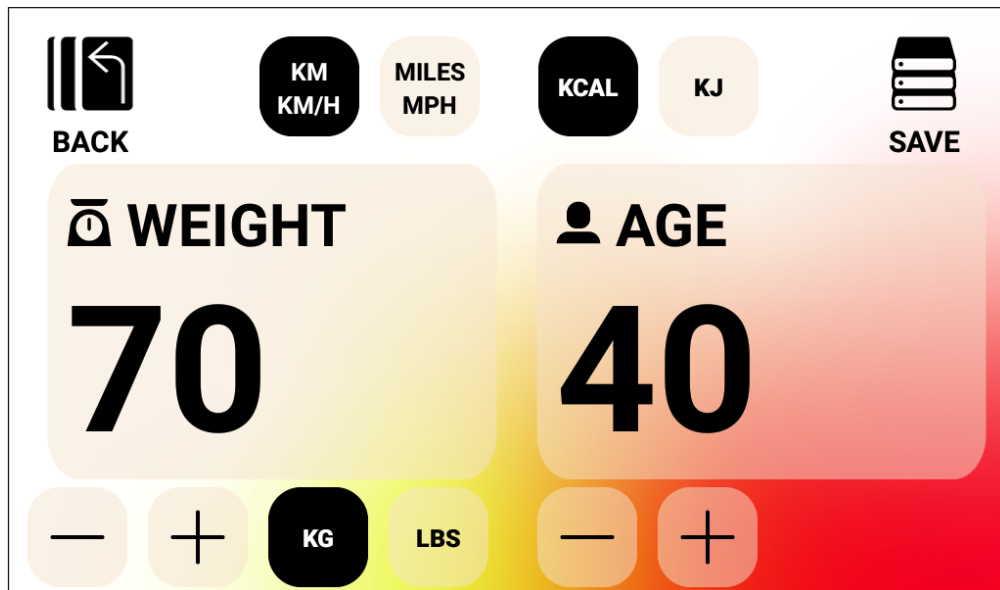 BACK
KM
KM/H
MILES
MPH
KCAL
KJ
SAVE
WEIGHT
70
AGE
40
KG
LBS